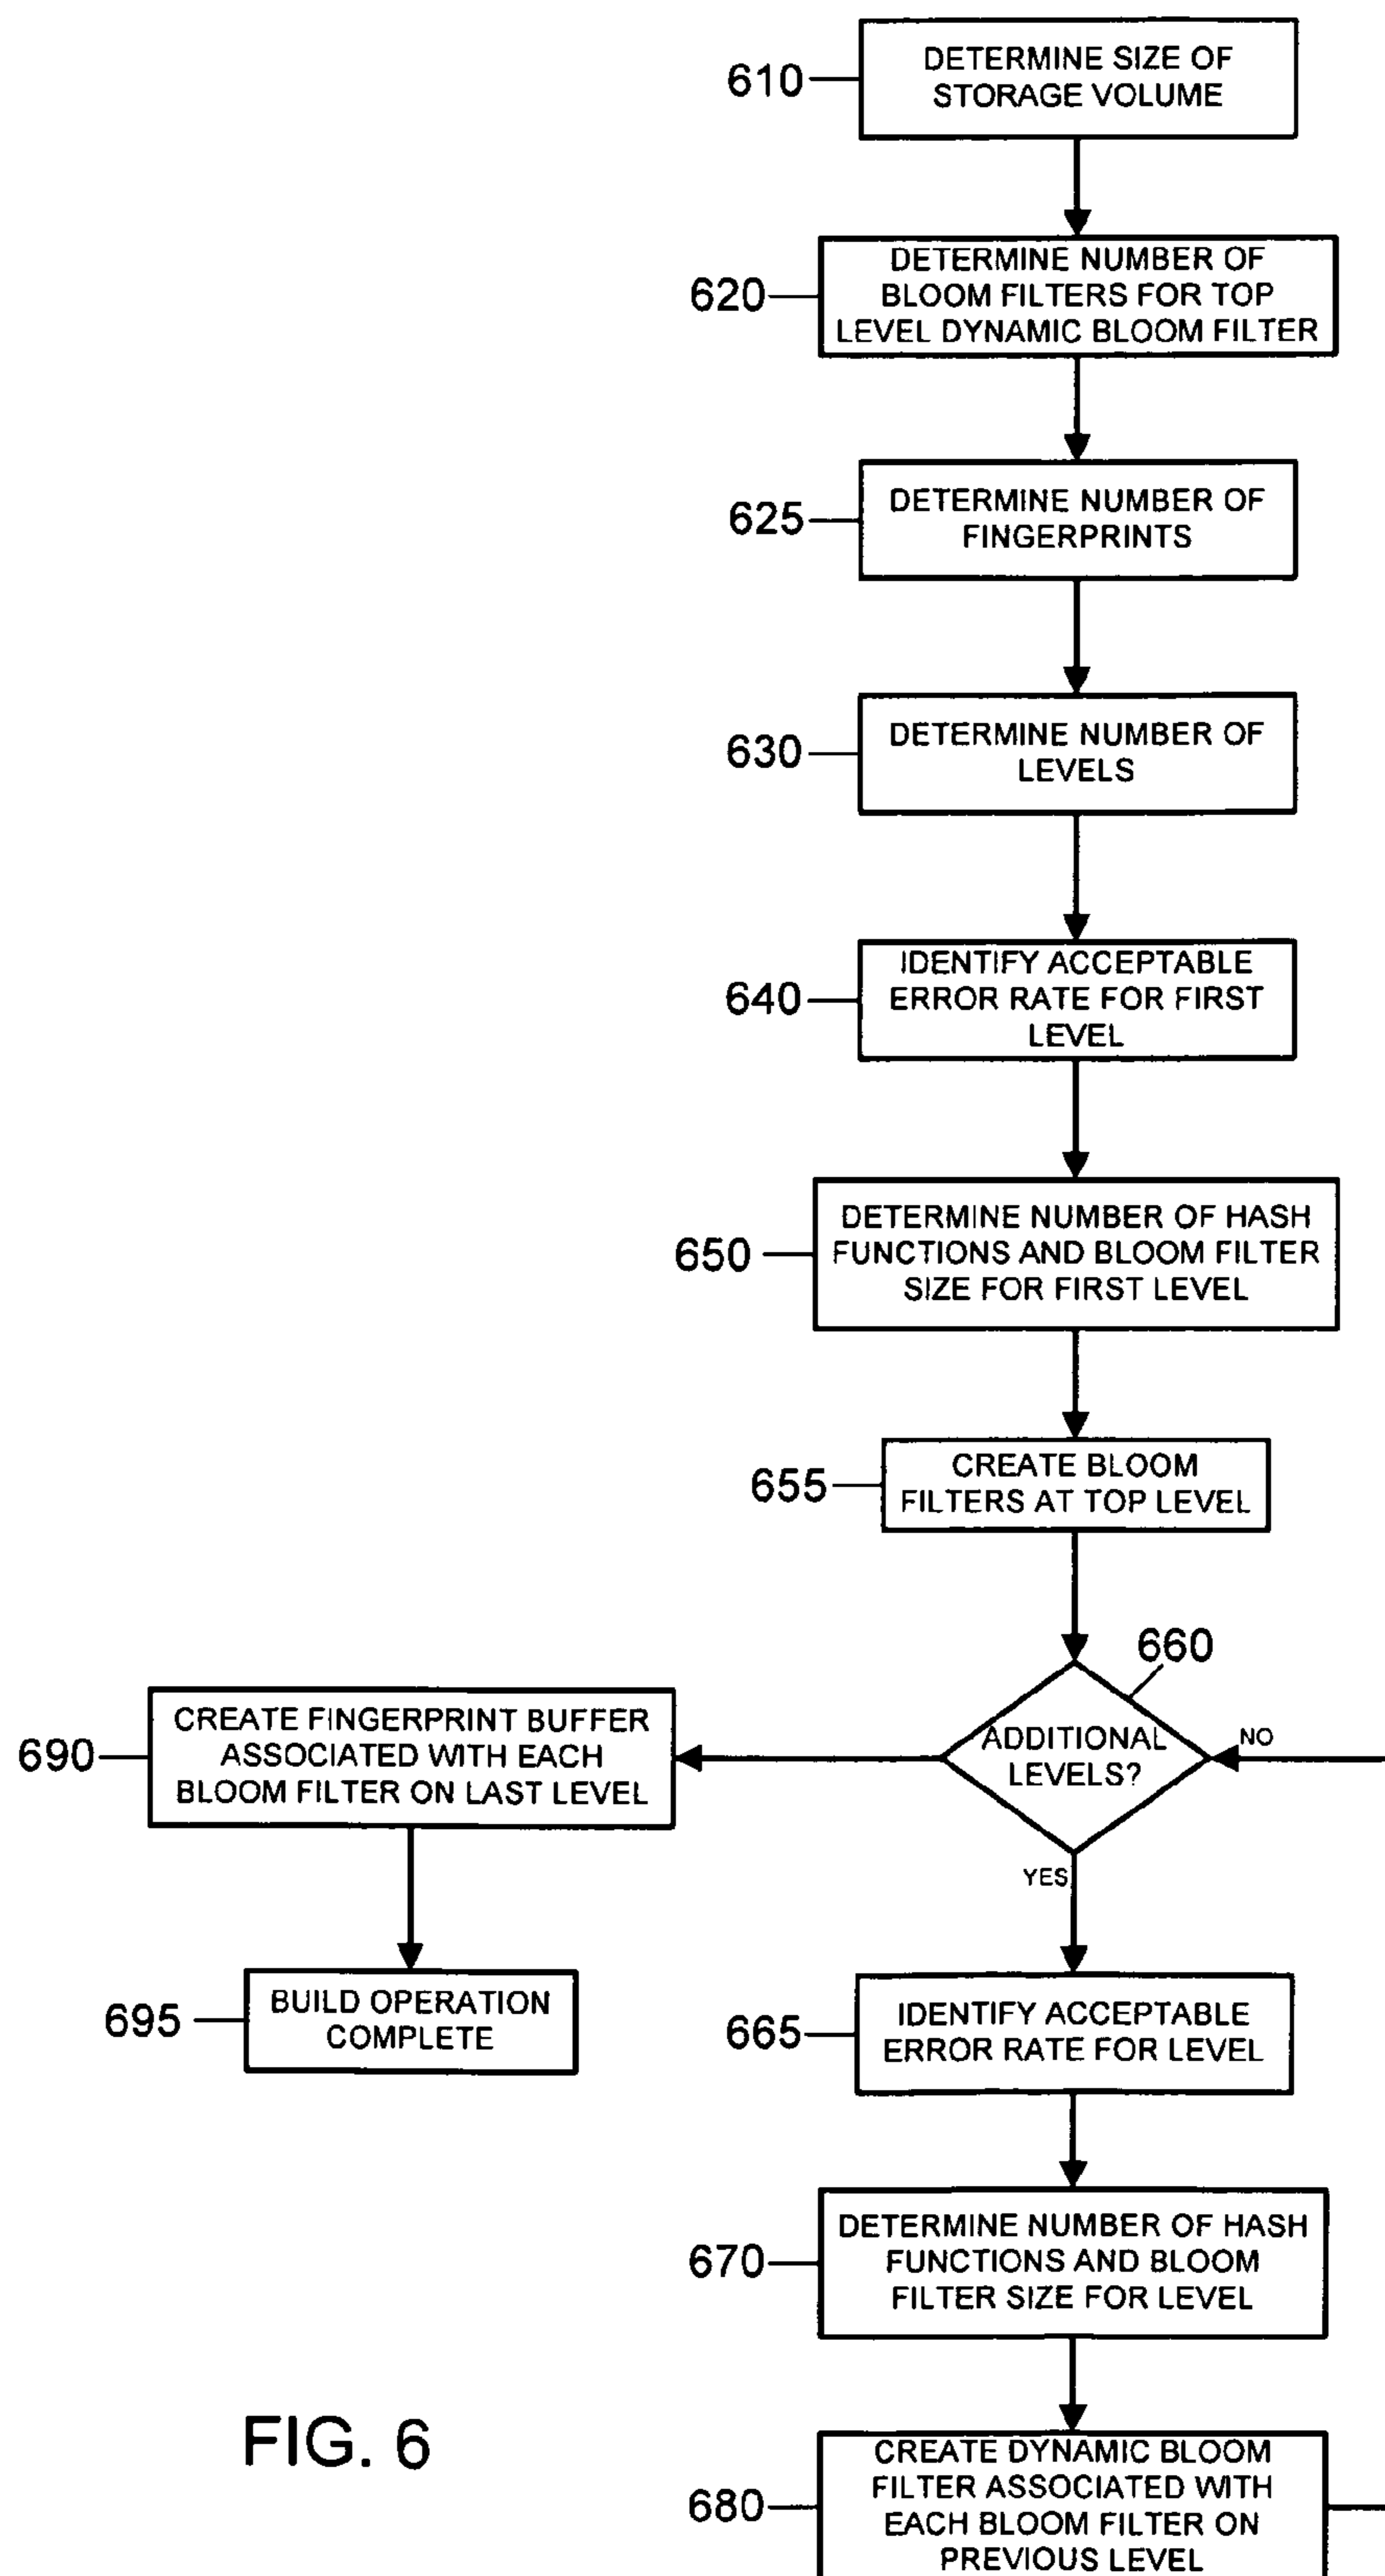 610
DETERMINE SIZE OF
STORAGE VOLUME
620
DETERMINE NUMBER OF
BLOOM FILTERS FOR TOP
LEVEL DYNAMIC BLOOM FILTER
625
DETERMINE NUMBER OF
FINGERPRINTS
630
DETERMINE NUMBER OF
LEVELS
640
IDENTIFY ACCEPTABLE
ERROR RATE FOR FIRST
LEVEL
650
DETERMINE NUMBER OF HASH
FUNCTIONS AND BLOOM FILTER
SIZE FOR FIRST LEVEL
655
CREATE BLOOM
FILTERS AT TOP LEVEL
660
ADDITIONAL
LEVELS?
NO
YES
690
CREATE FINGERPRINT BUFFER
ASSOCIATED WITH EACH
BLOOM FILTER ON LAST LEVEL
695
BUILD OPERATION
COMPLETE
665
IDENTIFY ACCEPTABLE
ERROR RATE FOR LEVEL
670
DETERMINE NUMBER OF HASH
FUNCTIONS AND BLOOM
FILTER SIZE FOR LEVEL
680
CREATE DYNAMIC BLOOM
FILTER ASSOCIATED WITH
EACH BLOOM FILTER ON
PREVIOUS LEVEL
FIG. 6